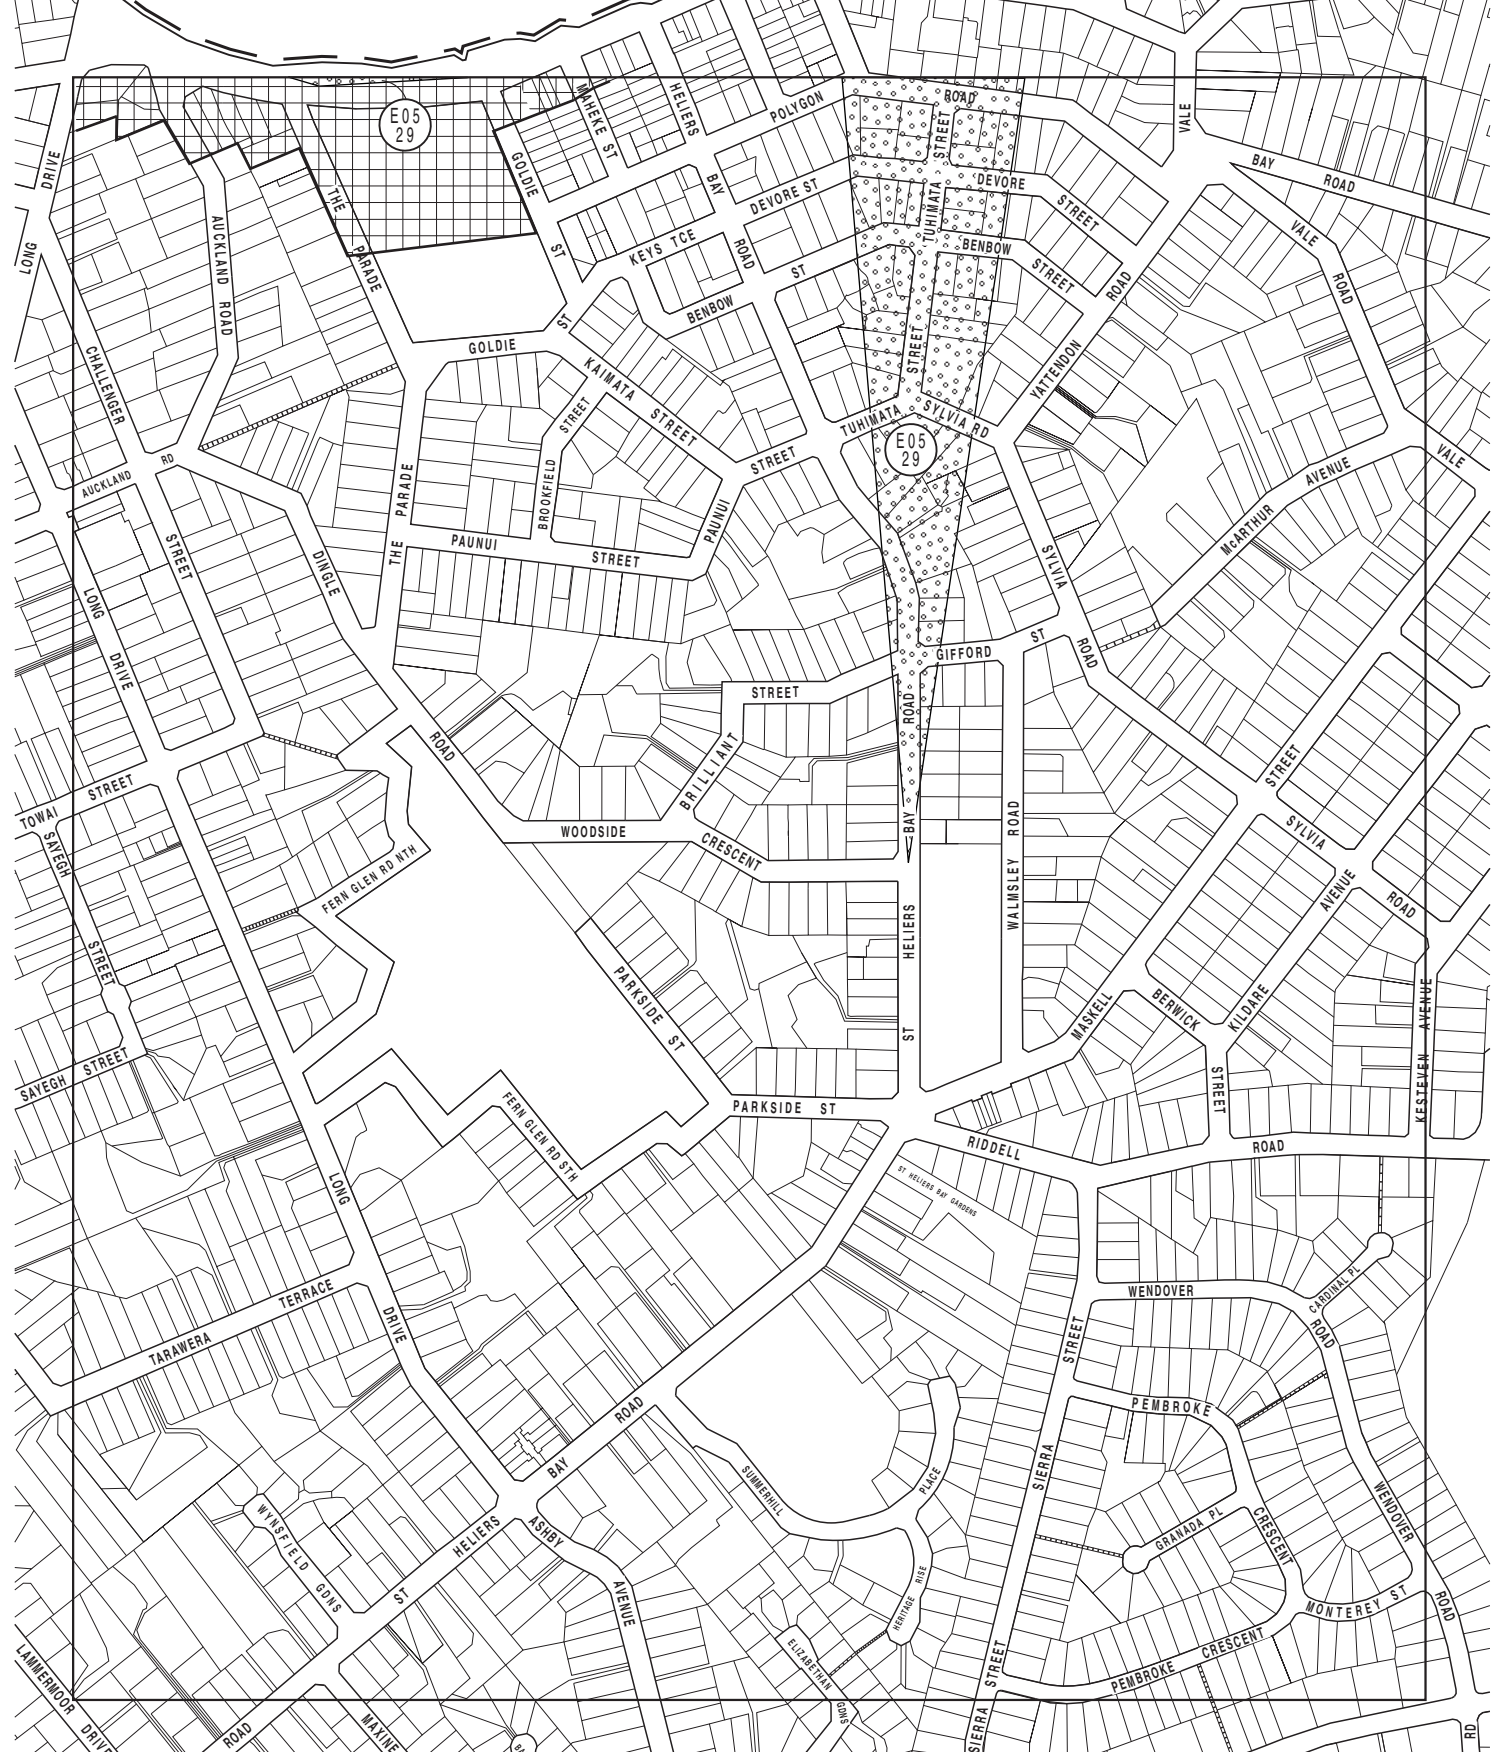 E05
29
MAHEKE ST
HELIERS
POLYGON
ROAD
VALE
BAY
ROAD
DRIVE
LONG
THE
PARADE
GOLDIE
ST
AUCKLAND
ROAD
BAY
ROAD
DEVORE ST
STREET
TUHIMATA
DEVORE
STREET
KEYS TCE
BENBOW
ST
BENBOW
STREET
ROAD
VALE
ROAD
GOLDIE
ST
CHALLENGER
STREET
KAIMATA
STREET
STREET
BROOKFIELD
TUHIMATA
STREET
STREET
SYLVIA RD
YATTENDON
E05
29
AUCKLAND
RD
THE
PARADE
PAUNUI
STREET
PAUNUI
DINGLE
ROAD
VALE
McARTHUR
AVENUE
SYLVIA
ROAD
LONG
DRIVE
GIFFORD
ST
STREET
BRILLIANT
ROAD
BAY
HELIERS
ST
WOODSIDE
CRESCENT
WALMSLEY
ROAD
STREET
SYLVIA
ROAD
AVENUE
KILDARE
TOWAI
STREET
SAYEGH
STREET
FERN GLEN RD NTH
PARKSIDE
ST
MASKELL
BERWICK
STREET
KESTEVEN
AVENUE
SAYEGH
STREET
FERN GLEN RD STH
PARKSIDE
ST
RIDDELL
ROAD
ST HELIERS BAY GARDENS
LONG
DRIVE
TARAWERA
TERRACE
WENDOVER
ROAD
CARDINAL PL
STREET
SIERRA
PEMBROKE
CRESCENT
ROAD
BAY
HELIERS
ST
SUMMERHILL
PLACE
WENDOVER
ROAD
GRANADA PL
WYNSFIELD
GDNS
ASHBY
AVENUE
HERITAGE
RISE
MONTEREY ST
PEMBROKE
CRESCENT
ELIZABETHAN
GDNS
STREET
SIERRA
LAMMERMOOR
DRIVE
ROAD
MAXINE
RD